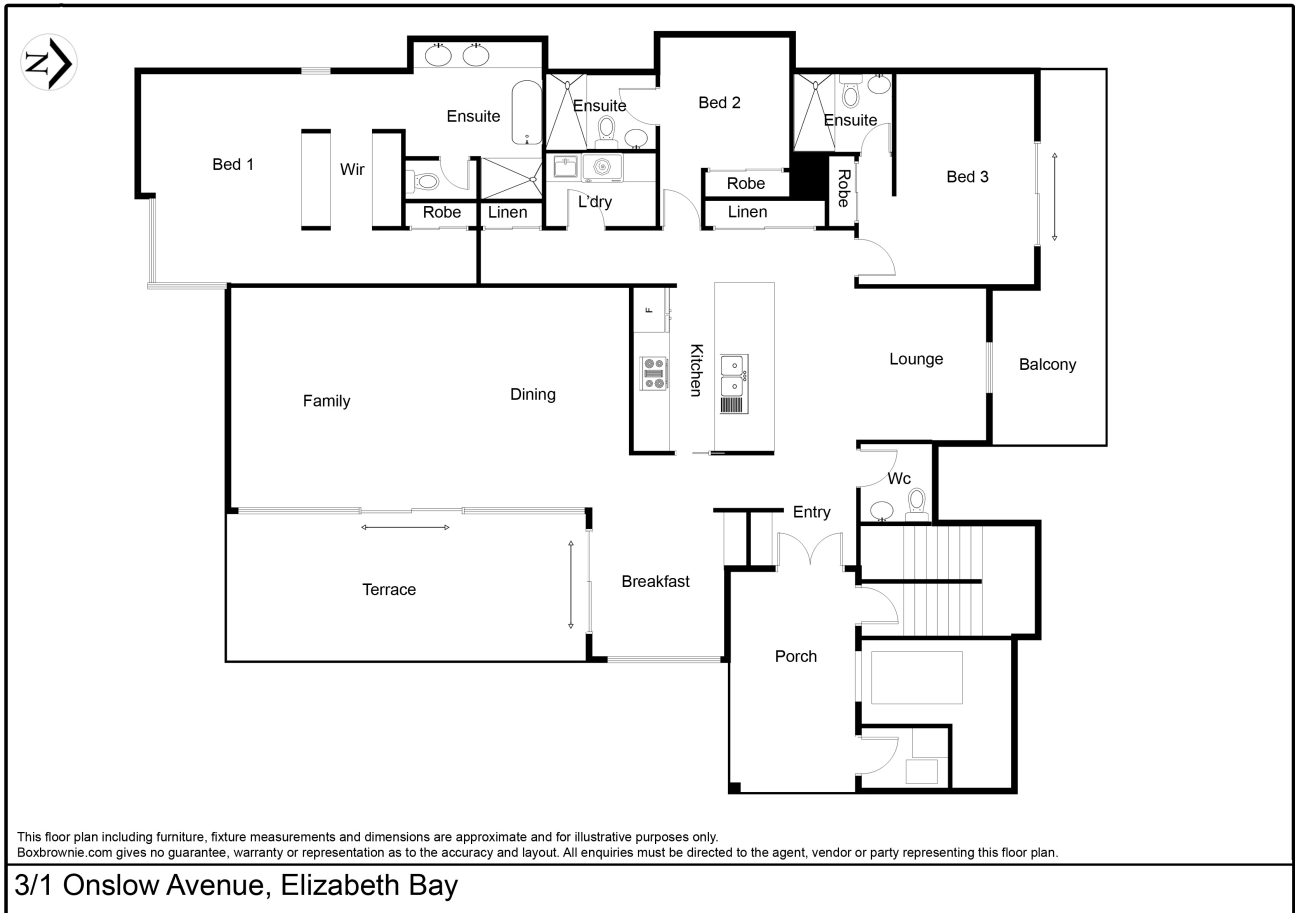 N
Bed 1
Wir
Ensuite
Robe
Linen
Ensuite
L'dry
Bed 2
Robe
Linen
Ensuite
Robe
Bed 3
F
Kitchen
Family
Dining
Lounge
Balcony
Wc
Entry
Terrace
Breakfast
Porch
This floor plan including furniture, fixture measurements and dimensions are approximate and for illustrative purposes only.
Boxbrownie.com gives no guarantee, warranty or representation as to the accuracy and layout. All enquiries must be directed to the agent, vendor or party representing this floor plan.
3/1 Onslow Avenue, Elizabeth Bay